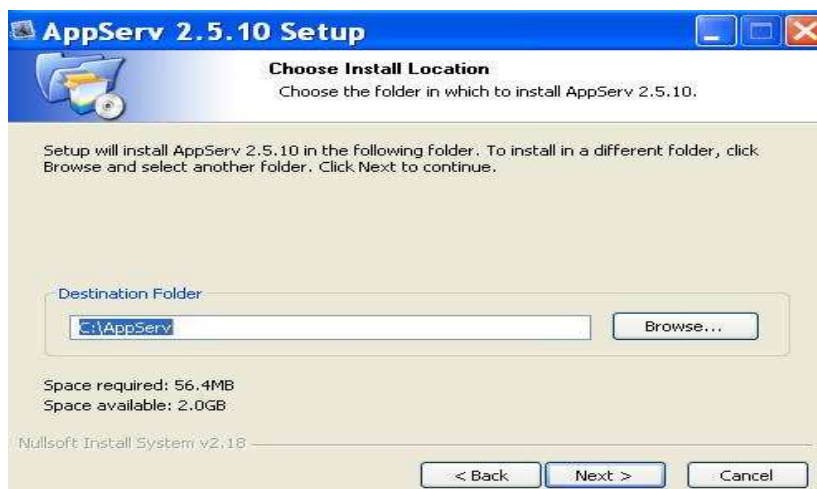 AppServ 2.5.10 Setup
Choose Install Location
Choose the folder in which to install AppServ 2.5.10.
Setup will install AppServ 2.5.10 in the following folder. To install in a different folder, click
Browse and select another folder. Click Next to continue.
Destination Folder
C:\AppServ
Browse...
Space required: 56.4MB
Space available: 2.0GB
Nullsoft Install System v2.18
< Back
Next >
Cancel